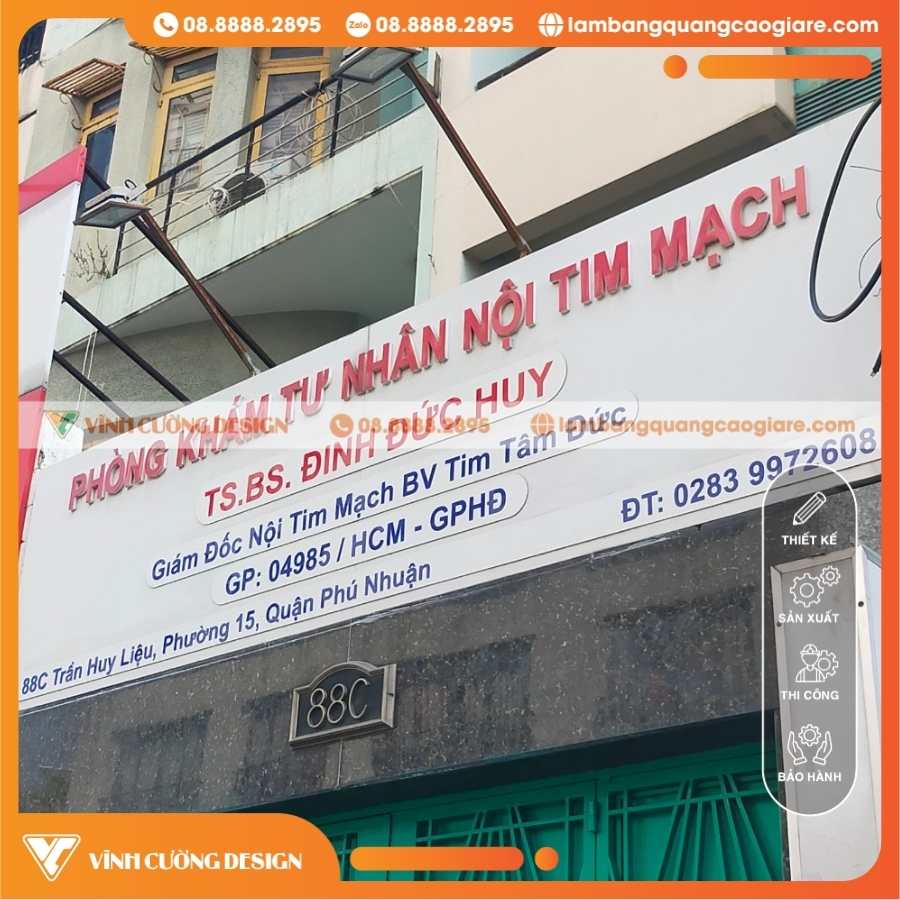 08.8888.2895 Zalo 08.8888.2895 lambangquangcaogiare.com
PHÒNG KHÁM TƯ NHÂN NỘI TIM MẠCH
VĨNH CƯỜNG DESIGN 08.8888.2895 lambangquangcaogiare.com
TS.BS. ĐINH ĐỨC HUY
Giám Đốc Nội Tim Mạch BV Tim Tâm Đức
GP: 04985 / HCM - GPHĐ
ĐT: 0283 9972608
88C Trần Huy Liệu, Phường 15, Quận Phú Nhuận
88C
THIẾT KẾ
SẢN XUẤT
THI CÔNG
BẢO HÀNH
VĨNH CƯỜNG DESIGN